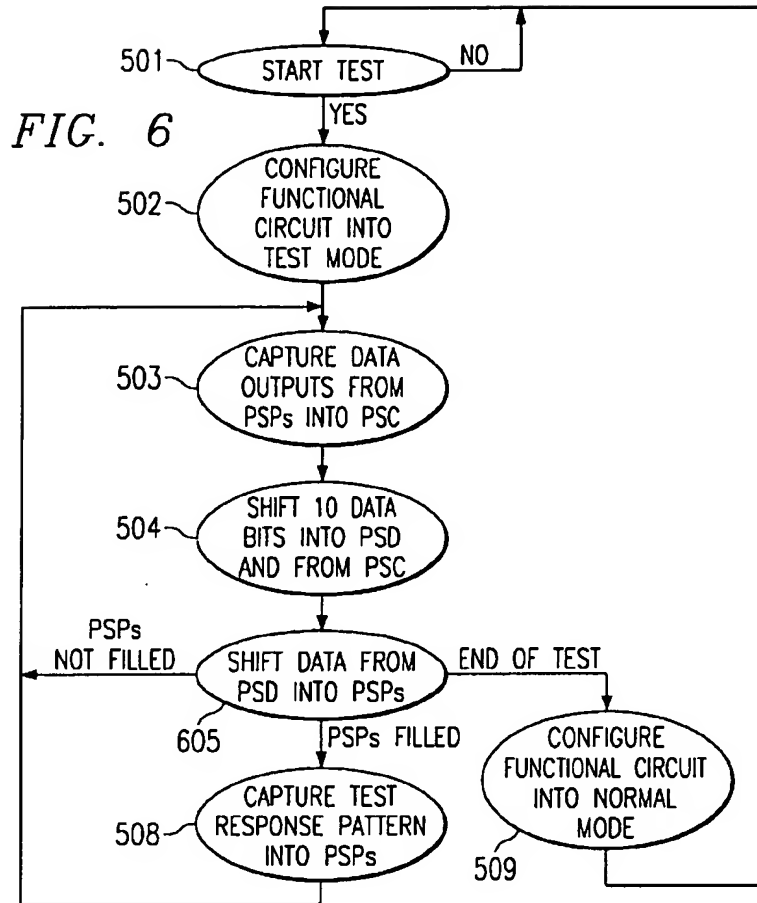 501
START TEST
NO
FIG. 6
YES
502
CONFIGURE
FUNCTIONAL
CIRCUIT INTO
TEST MODE
503
CAPTURE DATA
OUTPUTS FROM
PSPs INTO PSC
504
SHIFT 10 DATA
BITS INTO PSD
AND FROM PSC
PSPs
NOT FILLED
SHIFT DATA FROM
PSD INTO PSPs
END OF TEST
605
PSPs FILLED
508
CAPTURE TEST
RESPONSE PATTERN
INTO PSPs
CONFIGURE
FUNCTIONAL CIRCUIT
INTO NORMAL
MODE
509